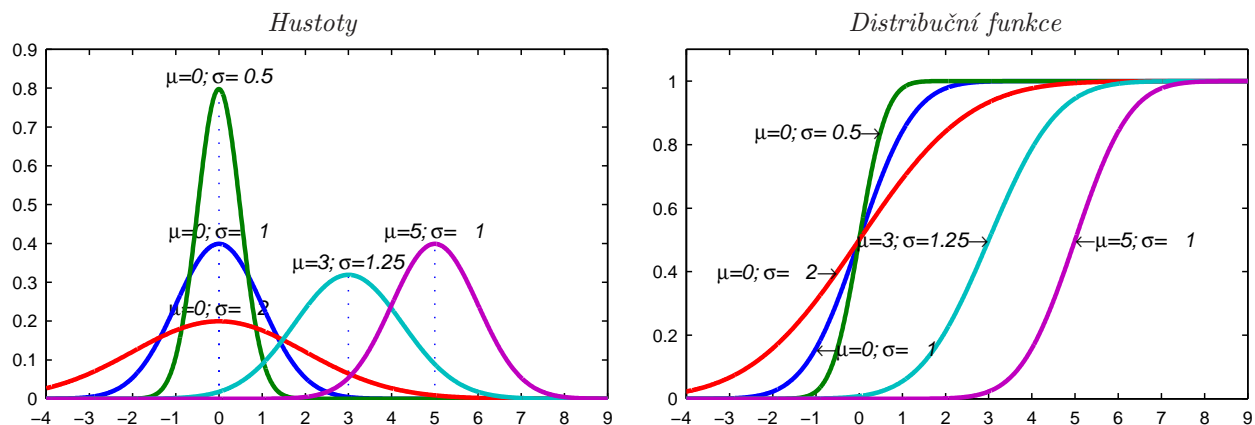 Hustoty
0.9
0.8
0.7
0.6
0.5
0.4
0.3
0.2
0.1
0
μ=0; σ= 0.5
μ=0; σ= 1
μ=5; σ= 1
μ=3; σ=1.25
μ=0; σ= 2
−4 −3 −2 −1 0 1 2 3 4 5 6 7 8 9
Distribuční funkce
1
0.8
0.6
0.4
0.2
0
μ=0; σ= 0.5
μ=3; σ=1.25
μ=5; σ= 1
μ=0; σ= 2
μ=0; σ= 1
−4 −3 −2 −1 0 1 2 3 4 5 6 7 8 9